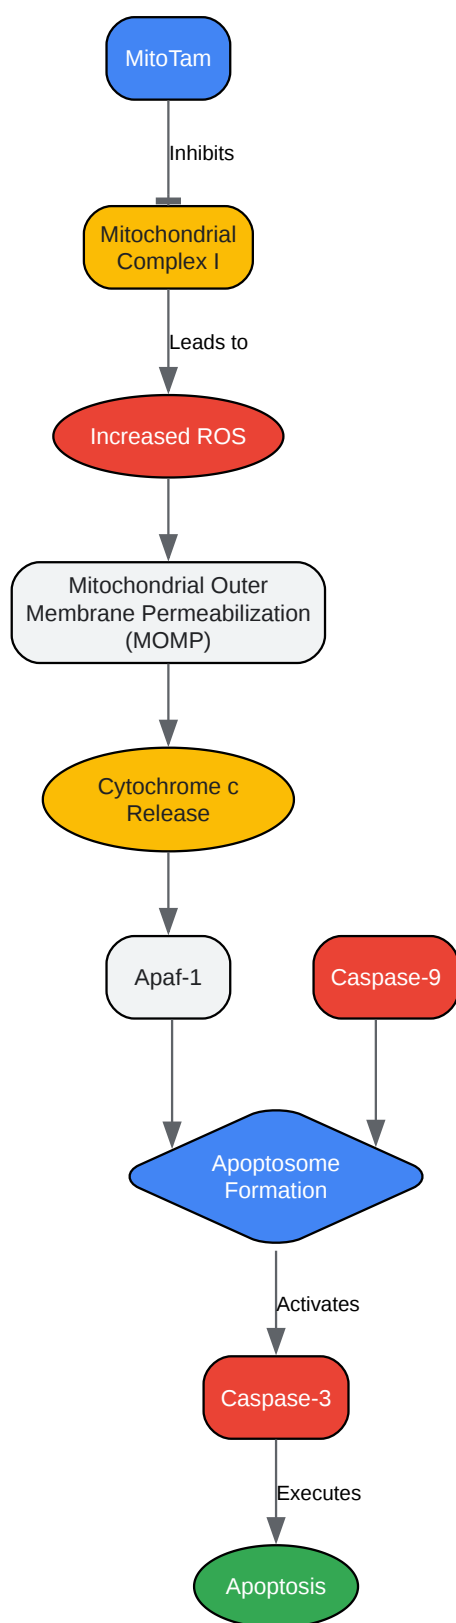 MitoTam
Inhibits
Mitochondrial
Complex I
Leads to
Increased ROS
Mitochondrial Outer
Membrane Permeabilization
(MOMP)
Cytochrome c
Release
Apaf-1
Caspase-9
Apoptosome
Formation
Activates
Caspase-3
Executes
Apoptosis